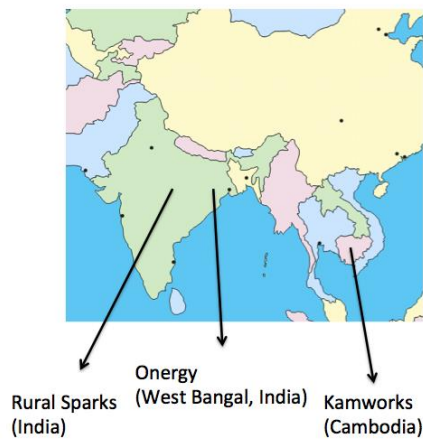 Rural Sparks
(India)
Onergy
(West Bangal, India)
Kamworks
(Cambodia)